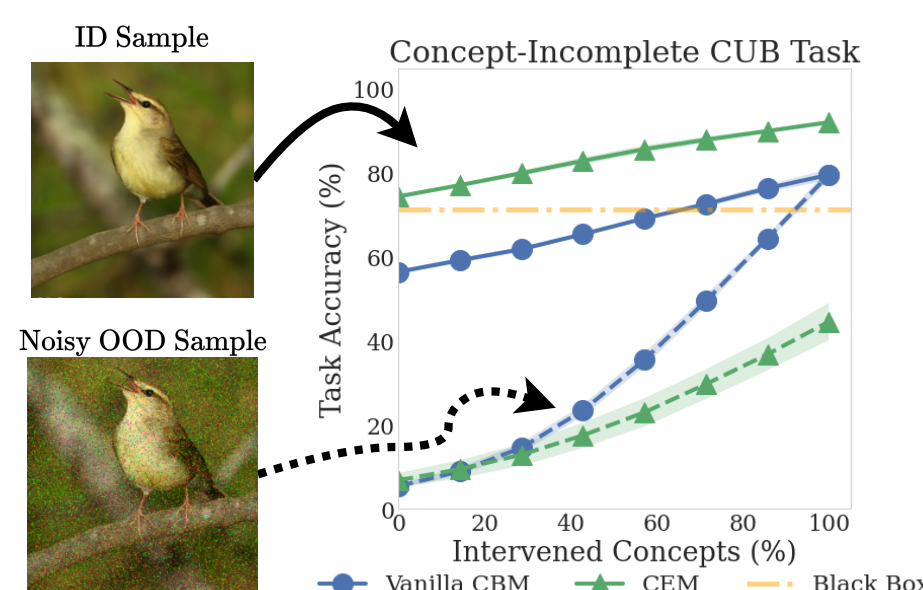 ID Sample
Noisy OOD Sample
Concept-Incomplete CUB Task
Task Accuracy (%)
100
80
60
40
20
0
0 20 40 60 80 100
Intervened Concepts (%)
Vanilla CBM CEM Black Box